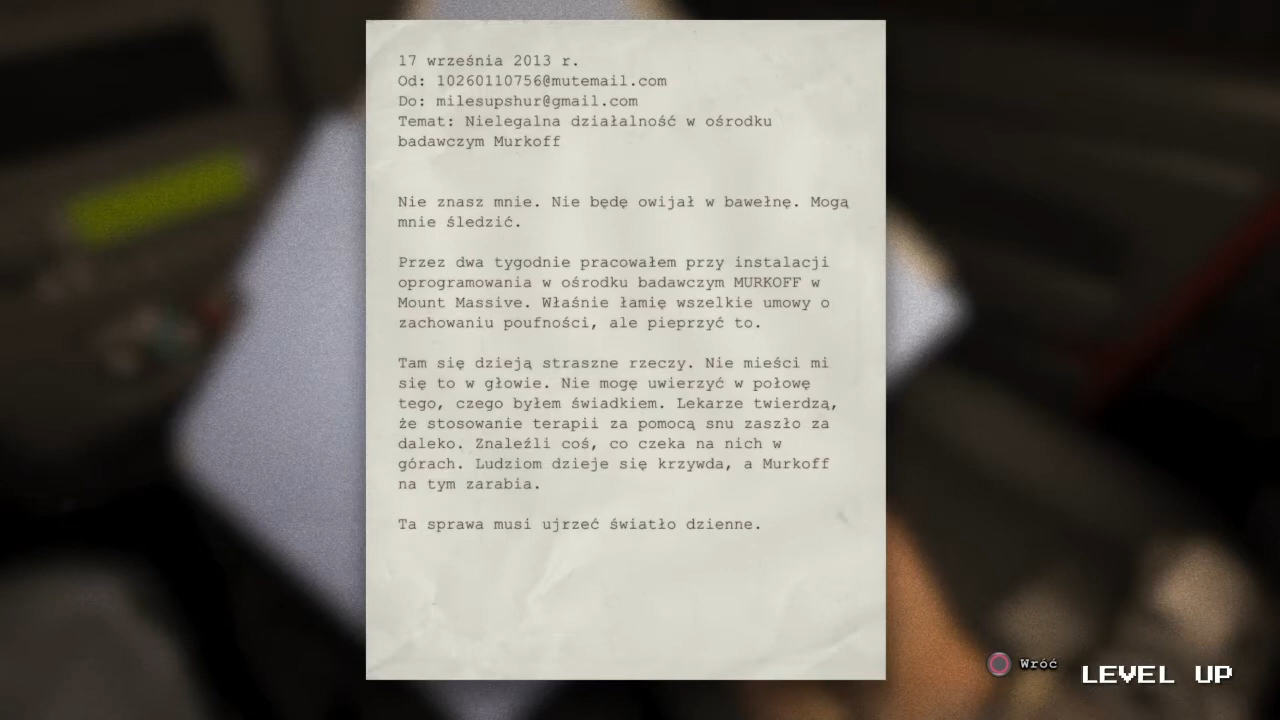 17 września 2013 r.
Od: 10260110756@mutemail.com
Do: milesupshur@gmail.com
Temat: Nielegalna działalność w ośrodku
badawczym Murkoff
Nie znasz mnie. Nie będę owijał w bawełnę. Mogą
mnie śledzić.
Przez dwa tygodnie pracowałem przy instalacji
oprogramowania w ośrodku badawczym MURKOFF w
Mount Massive. Właśnie łamię wszelkie umowy o
zachowaniu poufności, ale pieprzyć to.
Tam się dzieją straszne rzeczy. Nie mieści mi
się to w głowie. Nie mogę uwierzyć w połowę
tego, czego byłem świadkiem. Lekarze twierdzą,
że stosowanie terapii za pomocą snu zaszło za
daleko. Znaleźli coś, co czeka na nich w
górach. Ludziom dzieje się krzywda, a Murkoff
na tym zarabia.
Ta sprawa musi ujrzeć światło dzienne.
Wróć
LEVEL UP